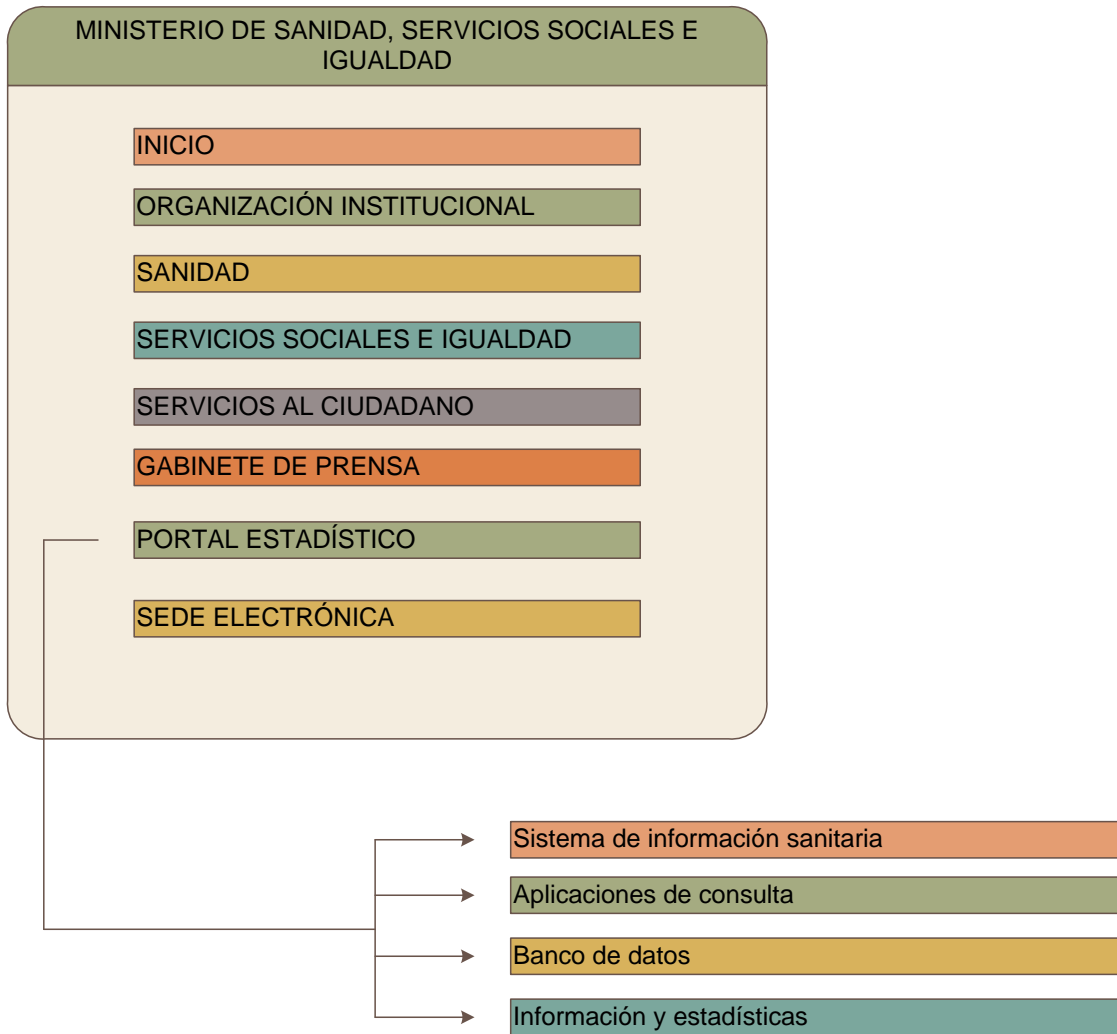 MINISTERIO DE SANIDAD, SERVICIOS SOCIALES E
IGUALDAD
INICIO
ORGANIZACIÓN INSTITUCIONAL
SANIDAD
SERVICIOS SOCIALES E IGUALDAD
SERVICIOS AL CIUDADANO
GABINETE DE PRENSA
PORTAL ESTADÍSTICO
SEDE ELECTRÓNICA
Sistema de información sanitaria
Aplicaciones de consulta
Banco de datos
Información y estadísticas